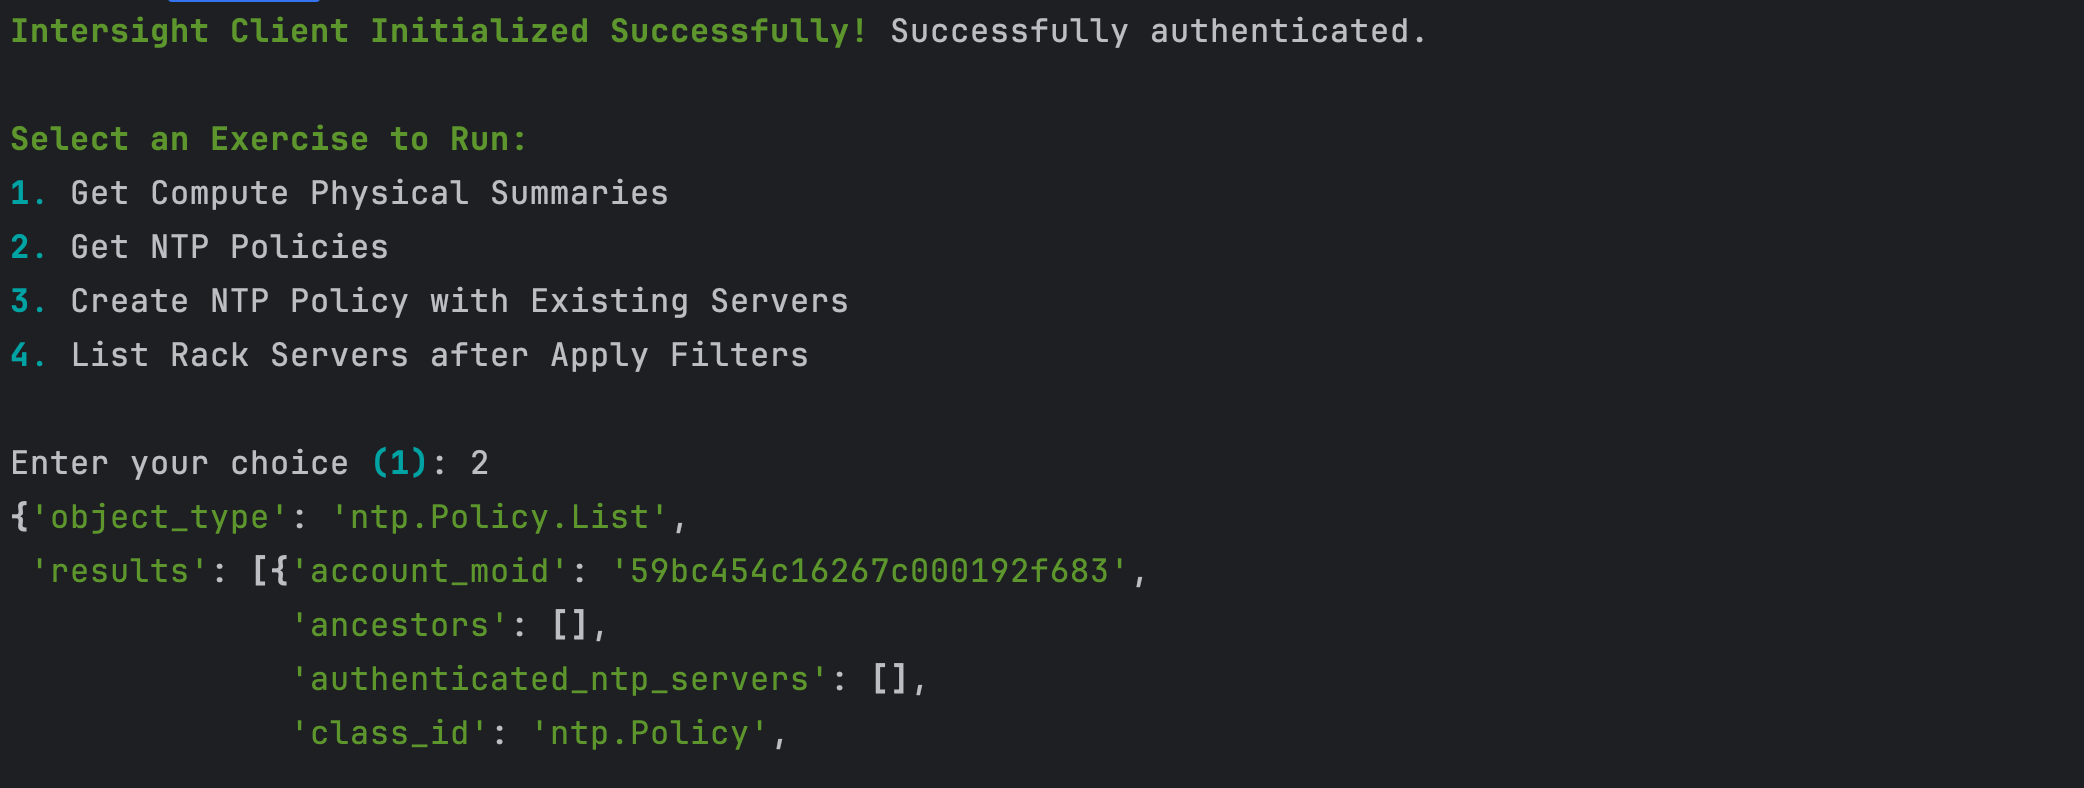 Intersight Client Initialized Successfully! Successfully authenticated.
Select an Exercise to Run:
1. Get Compute Physical Summaries
2. Get NTP Policies
3. Create NTP Policy with Existing Servers
4. List Rack Servers after Apply Filters
Enter your choice (1): 2
{'object_type': 'ntp.Policy.List',
 'results': [{'account_moid': '59bc454c16267c000192f683',
              'ancestors': [],
              'authenticated_ntp_servers': [],
              'class_id': 'ntp.Policy',